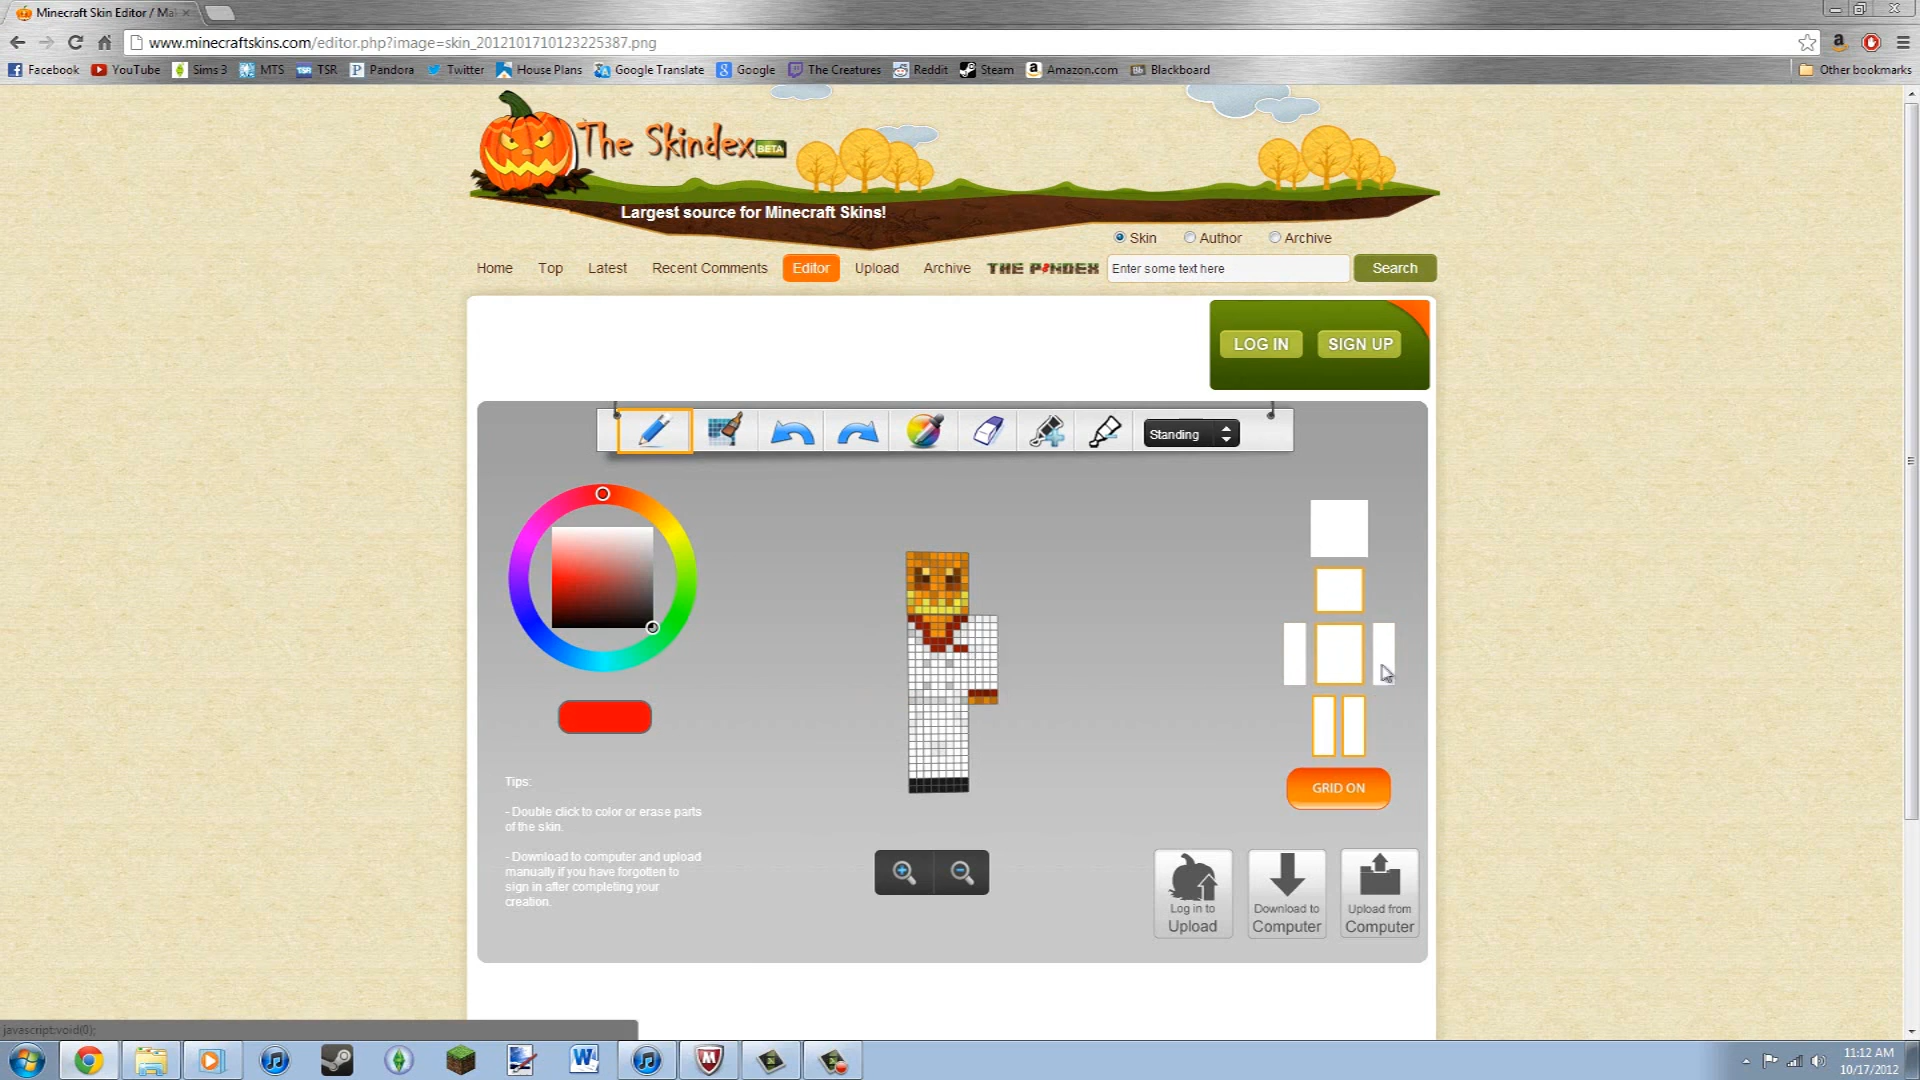 Minecraft Skin Editor / Ma
www.minecraftskins.com/editor.php?image=skin_2012101710123225387.png
Facebook YouTube Sims 3 MTS TSR Pandora Twitter House Plans Google Translate Google The Creatures Reddit Steam Amazon.com Blackboard Other bookmarks
The Skindex BETA
Largest source for Minecraft Skins!
Skin Author Archive
Home Top Latest Recent Comments Editor Upload Archive THE PINDEX Enter some text here Search
LOG IN SIGN UP
Standing
GRID ON
Tips:
- Double click to color or erase parts
of the skin.
- Download to computer and upload
manually if you have forgotten to
sign in after completing your
creation.
Log in to
Upload
Download to
Computer
Upload from
Computer
javascript:void(0);
11:12 AM
10/17/2012